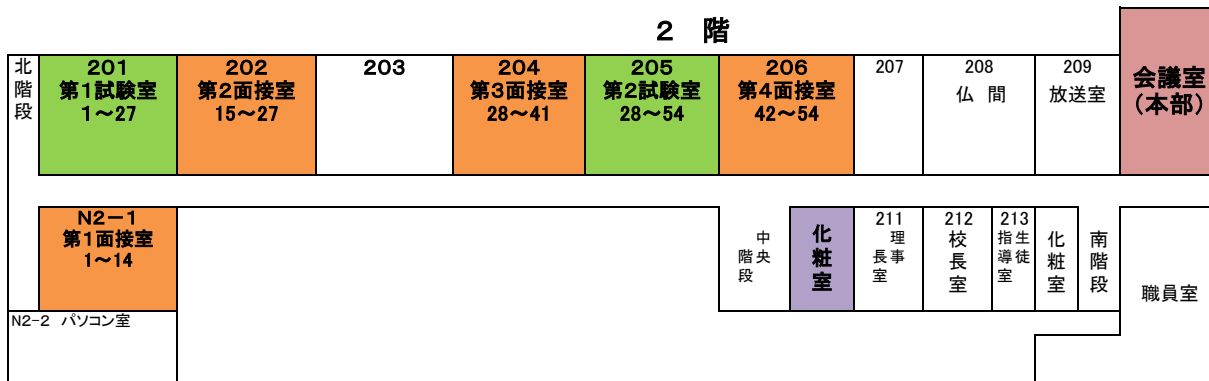 ２　階
北階段
201
第１試験室
１～27
202
第２面接室
15～27
203
204
第３面接室
28～41
205
第２試験室
28～54
206
第４面接室
42～54
207
208
仏　間
209
放送室
会議室
（本部）
N２－１
第１面接室
１～14
中央階段
化粧室
211
理事長室
212
校長室
213
生徒指導室
化粧室
南階段
職員室
N2-2　パソコン室